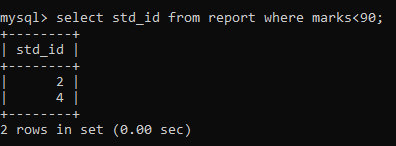 mysql> select std_id from report where marks<90;
+--------+
| std_id |
+--------+
|      2 |
|      4 |
+--------+
2 rows in set (0.00 sec)